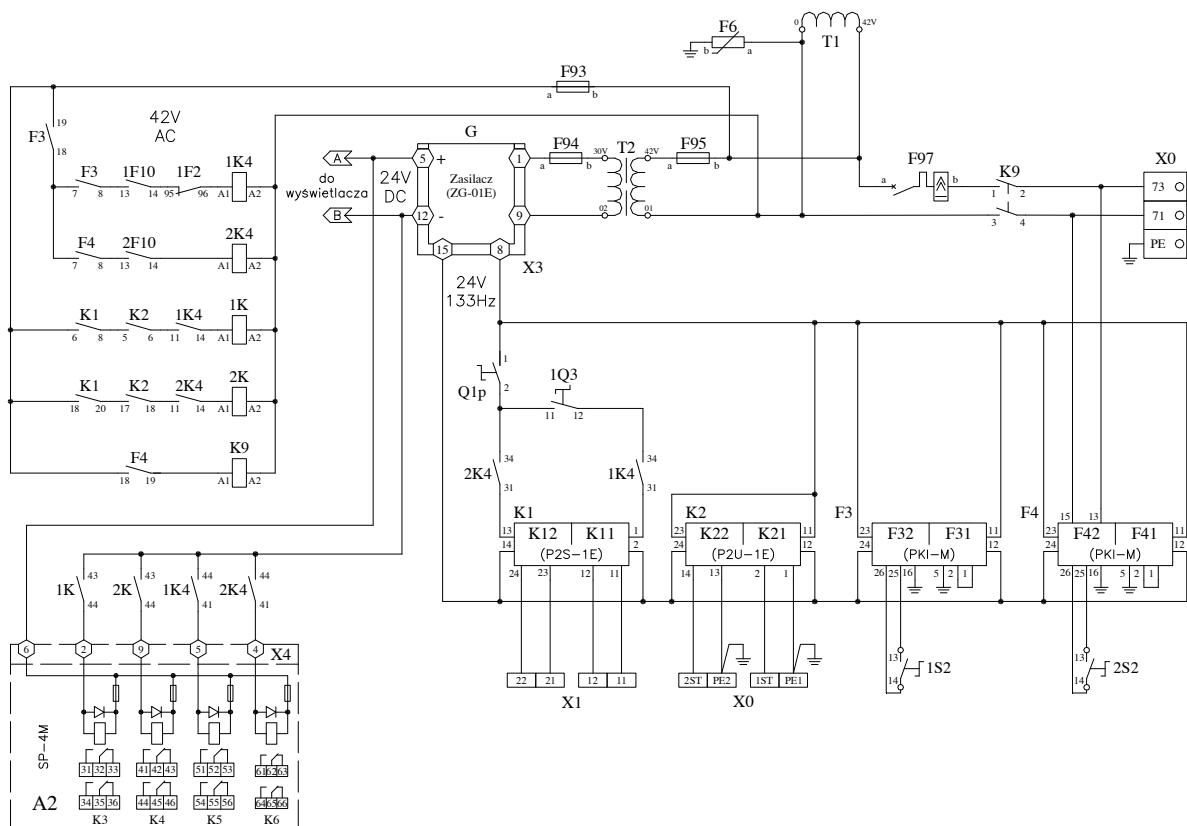 0 42V
F6
b a
T1
F93
a b
42V
AC
F3
19
18
F3 1F10 1F2 1K4
7 8 13 14 95 96 A1 A2
F4 2F10 2K4
7 8 13 14 A1 A2
K1 K2 1K4 1K
6 8 5 6 11 14 A1 A2
K1 K2 2K4 2K
18 20 17 18 11 14 A1 A2
F4 K9
18 19 A1 A2
A
do
wyświetlacza
B
24V
DC
G
5 + 1
Zasilacz
(ZG-01E)
12 - 9
15 8
X3
24V
133Hz
F94
a b
30V T2 42V
02 01
F95
a b
F97
a b
K9
1 2
3 4
X0
73
71
PE
Q1p
1
2
1Q3
11 12
2K4
34
31
1K4
34
31
K1
13 K12 K11 1
14 (P2S-1E) 2
24 23 12 11
22 21 12 11
X1
K2
23 K22 K21 11
24 (P2U-1E) 12
14 13 2 1
2ST PE2 1ST PE1
X0
F3
23 F32 F31 11
24 (PKI-M) 12
26 25 16 5 2 1
13
14
1S2
F4
15 13
23 F42 F41 11
24 (PKI-M) 12
26 25 16 5 2 1
13
14
2S2
1K 43 44
2K 43 44
1K4 44 41
2K4 44 41
6 2 9 5 4
X4
SP-4M
A2
31 32 33
41 42 43
51 52 53
61 62 63
34 35 36
44 45 46
54 55 56
64 65 66
K3 K4 K5 K6